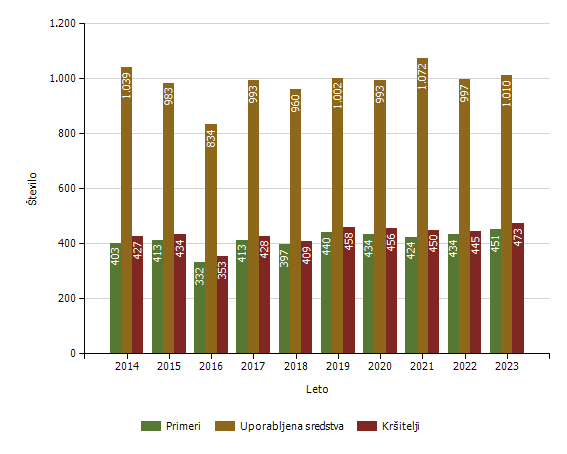 1.200
1.000
800
600
400
200
0
Število
403 1.039 427
413 983 434
332 834 353
413 993 428
397 960 409
440 1.002 458
434 993 456
424 1.072 450
434 997 445
451 1.010 473
2014 2015 2016 2017 2018 2019 2020 2021 2022 2023
Leto
Primeri Uporabljena sredstva Kršitelji